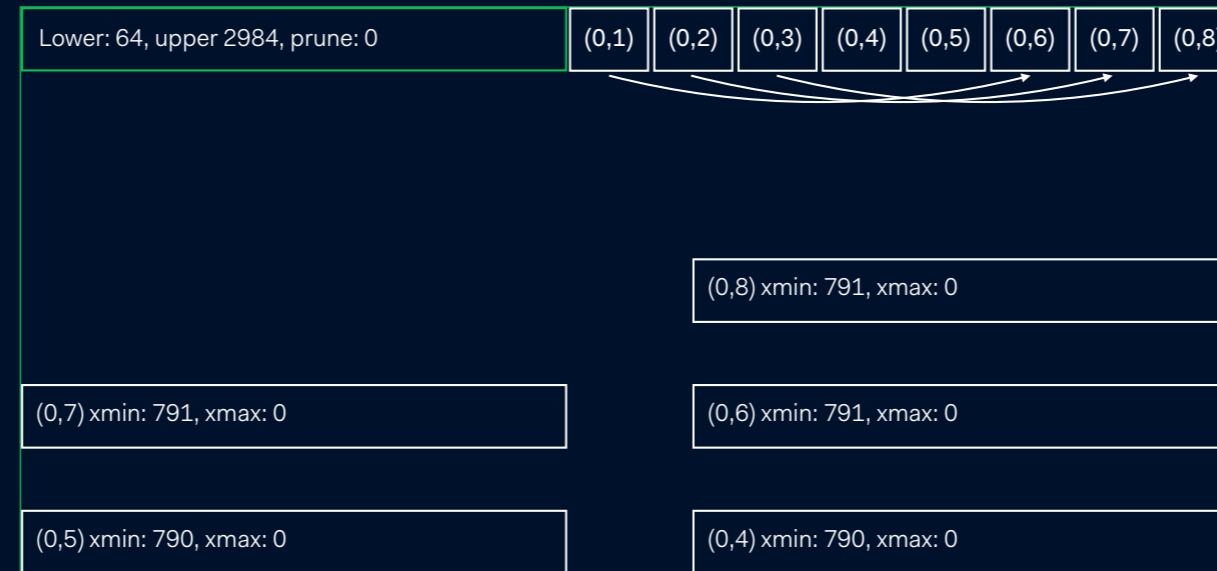 Lower: 64, upper 2984, prune: 0
(0,1) (0,2) (0,3) (0,4) (0,5) (0,6) (0,7) (0,8
(0,8) xmin: 791, xmax: 0
(0,7) xmin: 791, xmax: 0
(0,6) xmin: 791, xmax: 0
(0,5) xmin: 790, xmax: 0
(0,4) xmin: 790, xmax: 0